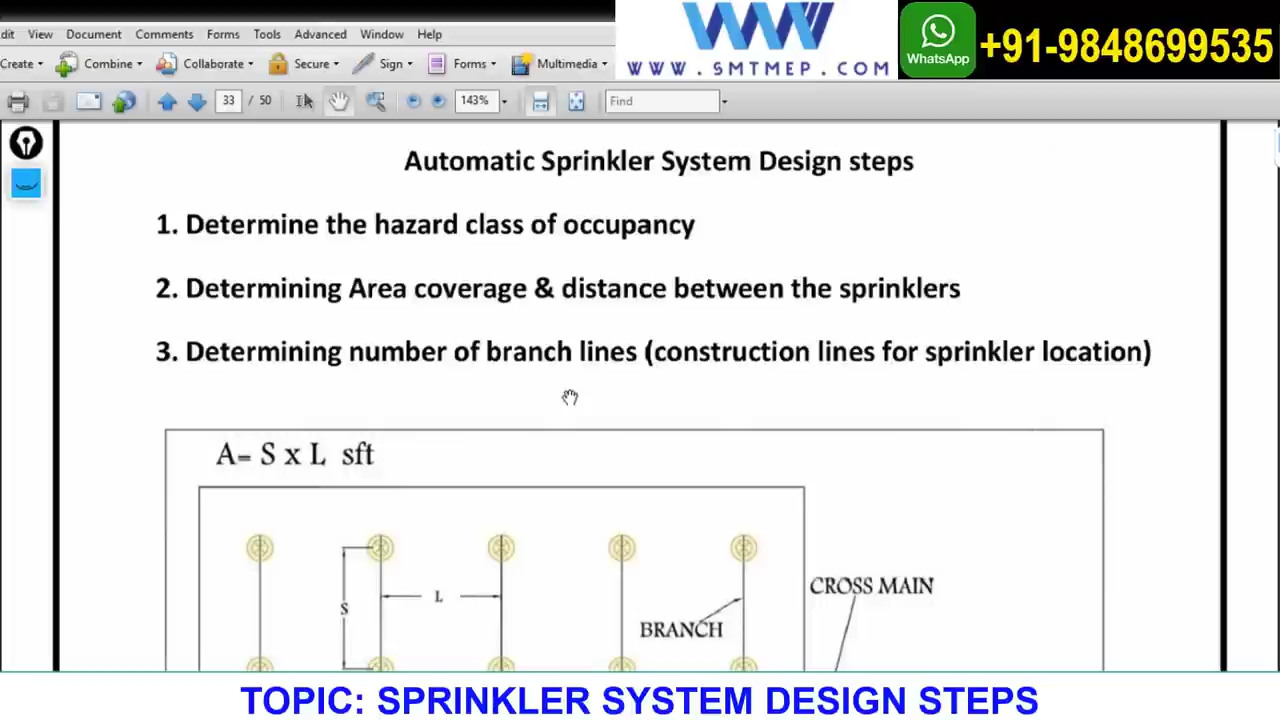 dit View Document Comments Forms Tools Advanced Window Help
WWW.SMTMEP.COM
WhatsApp
+91-9848699535
Create Combine Collaborate Secure Sign Forms Multimedia
33 / 50 143% Find
Automatic Sprinkler System Design steps
1. Determine the hazard class of occupancy
2. Determining Area coverage & distance between the sprinklers
3. Determining number of branch lines (construction lines for sprinkler location)
A= S x L sft
CROSS MAIN
L
S
BRANCH
TOPIC: SPRINKLER SYSTEM DESIGN STEPS